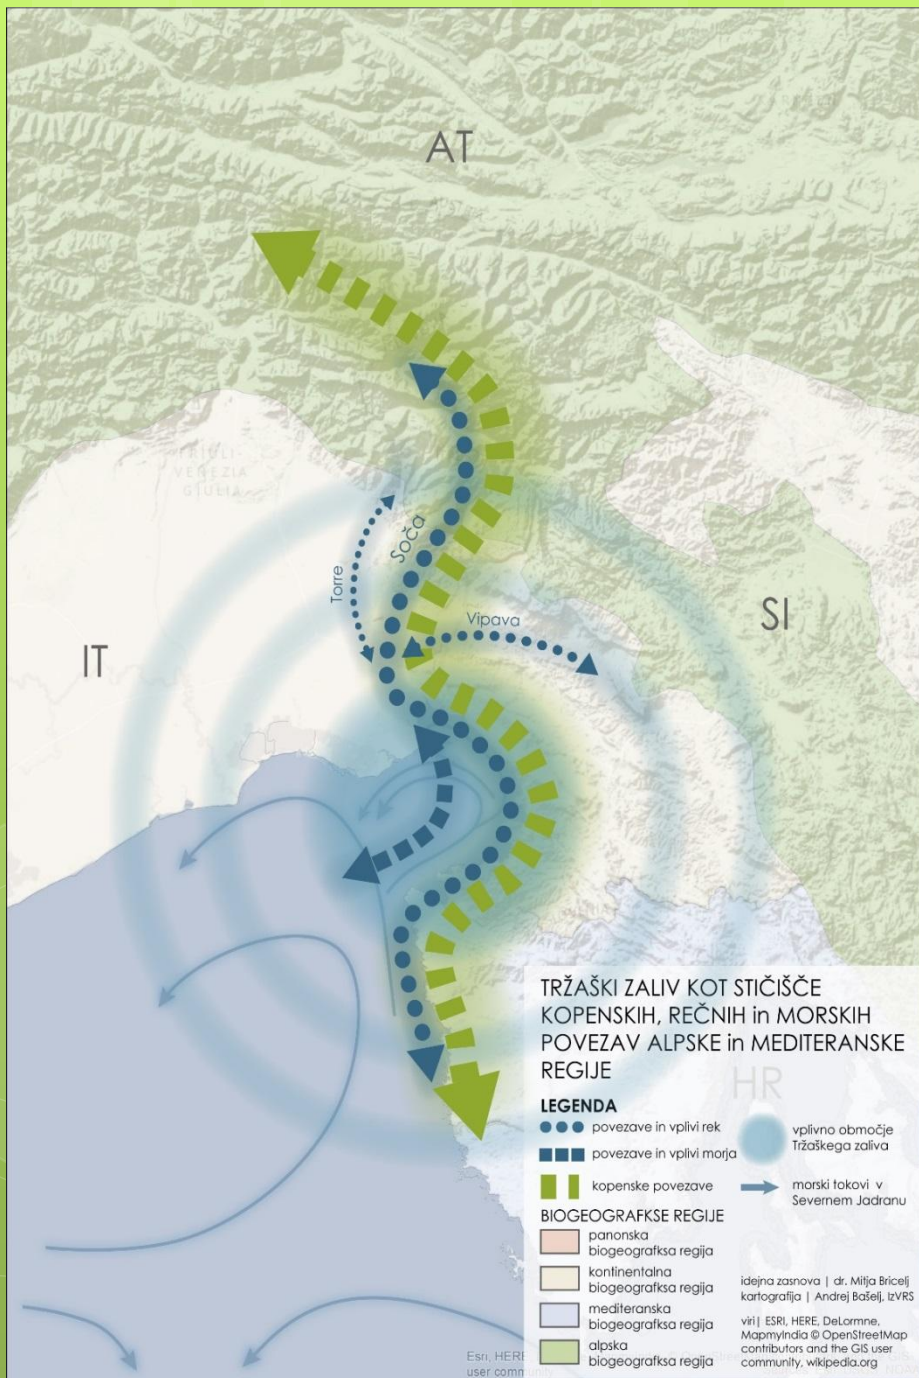 AT
FRIULI-
VENEZIA
GIULIA
Soča
Torre
Vipava
SI
IT
TRŽAŠKI ZALIV KOT STIČIŠČE
KOPENSKIH, REČNIH in MORSKIH
POVEZAV ALPSKE in MEDITERANSKE
REGIJE
HR
LEGENDA
povezave in vplivi rek
povezave in vplivi morja
kopenske povezave
vplivno območje
Tržaškega zaliva
morski tokovi v
Severnem Jadranu
BIOGEOGRAFKSE REGIJE
panonska
biogeografksa regija
kontinentalna
biogeografksa regija
mediteranska
biogeografksa regija
alpska
biogeografksa regija
idejna zasnova | dr. Mitja Bricelj
kartografija | Andrej Bašelj, IzVRS
viri| ESRI, HERE, DeLormne,
MapmyIndia © OpenStreetMap
contributors and the GIS user
community, wikipedia.org
Esri, HERE
user community